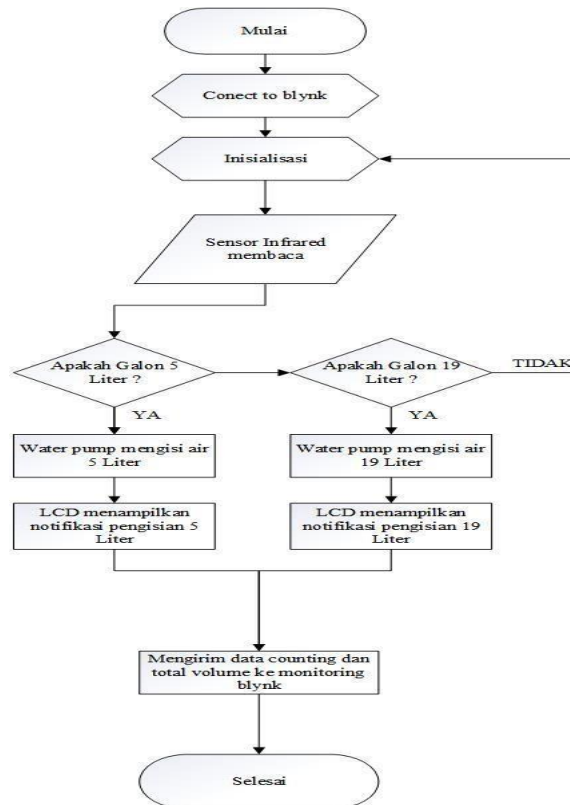 Mulai
Conect to blynk
Inisialisasi
Sensor Infrared
membaca
Apakah Galon 5
Liter ?
Apakah Galon 19
Liter ?
TIDAK
YA
YA
Water pump mengisi air
5 Liter
Water pump mengisi air
19 Liter
LCD menampilkan
notifikasi pengisian 5
Liter
LCD menampilkan
notifikasi pengisian 19
Liter
Mengirim data counting dan
total volume ke monitoring
blynk
Selesai